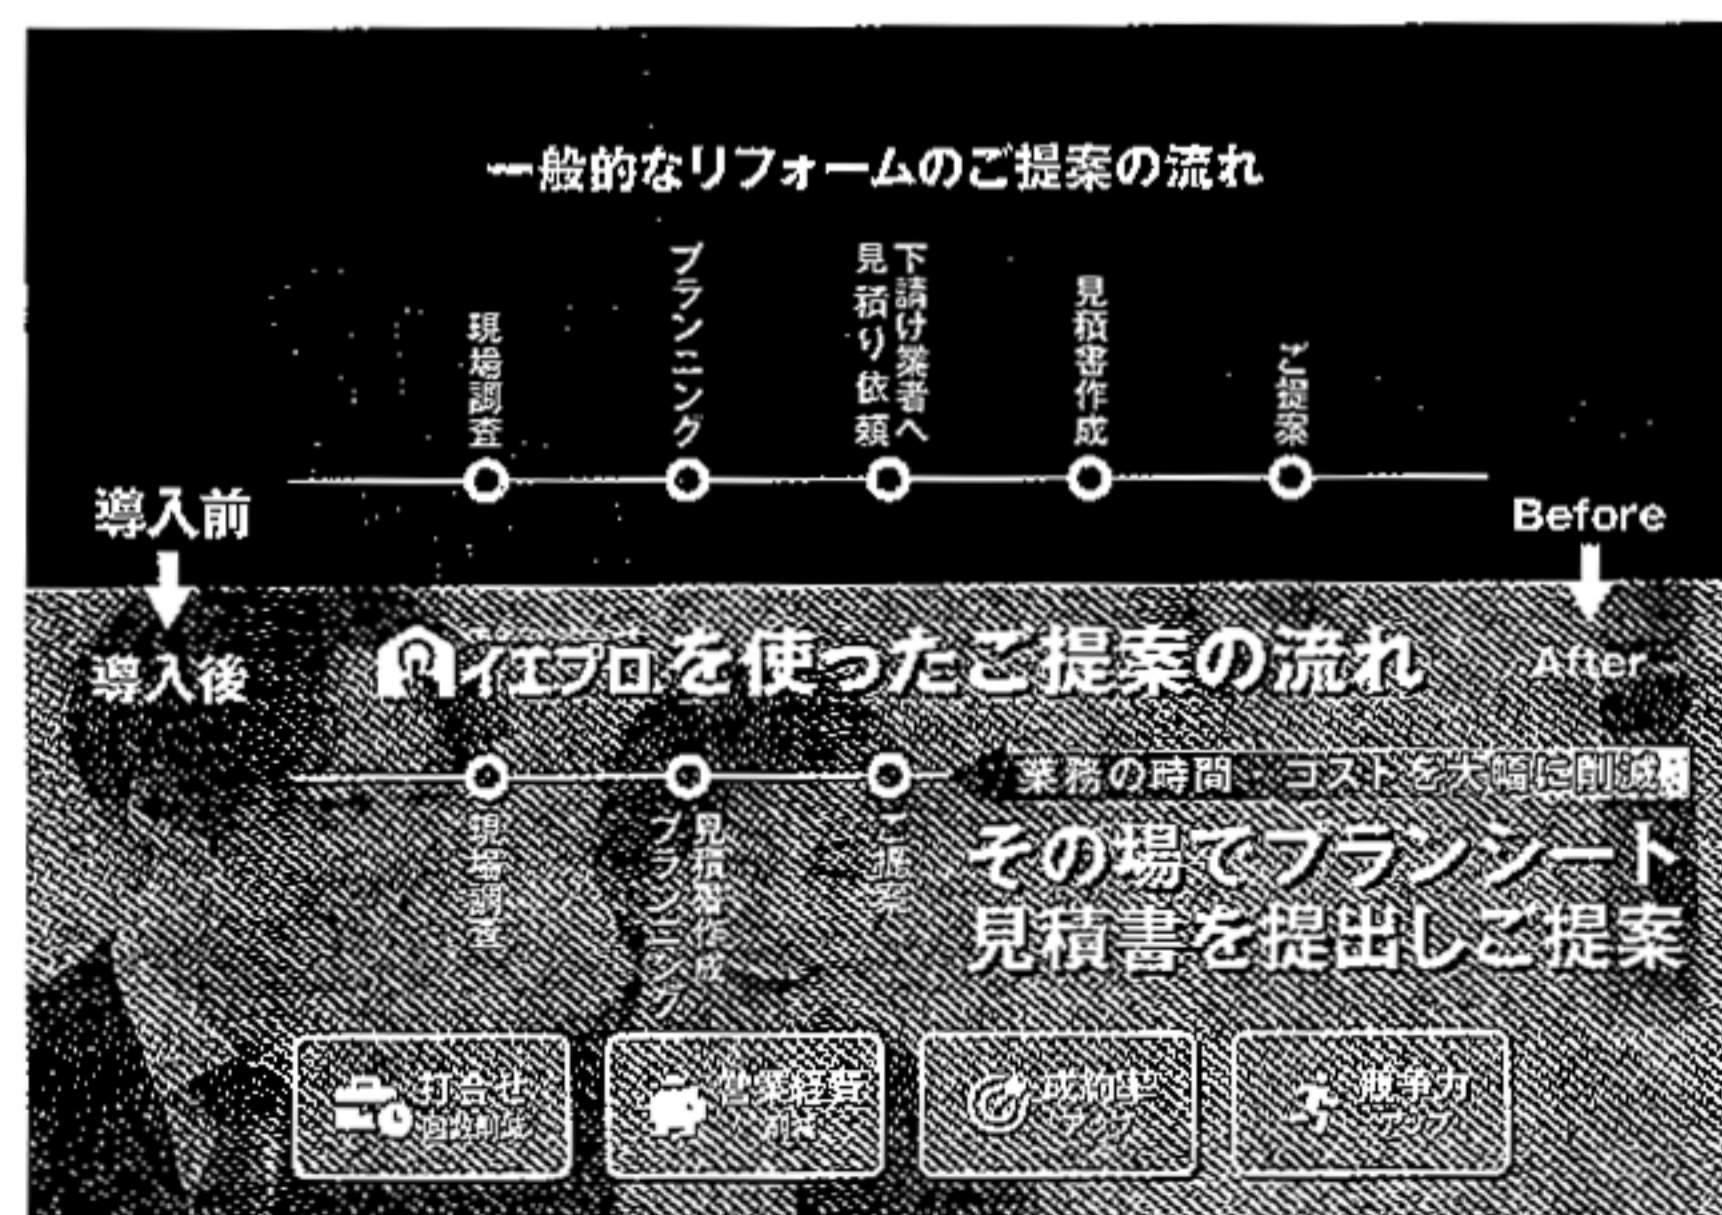 一般的なリフォームのご提案の流れ
現場調査
プランニング
下請け業者へ
見積り依頼
見積書作成
ご提案
導入前
Before
導入後
イエプロを使ったご提案の流れ
After
業務の時間・コストを大幅に削減
現場調査
見積書作成
プランニング
ご提案
その場でプランシート
見積書を提出しご提案
打合せ
回数削減
営業経費
削減
成約率
アップ
競争力
アップ